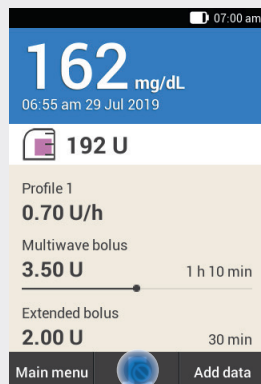 07:00 am
162 mg/dL
06:55 am 29 Jul 2019
192 U
Profile 1
0.70 U/h
Multiwave bolus
3.50 U 1 h 10 min
Extended bolus
2.00 U 30 min
Main menu Add data